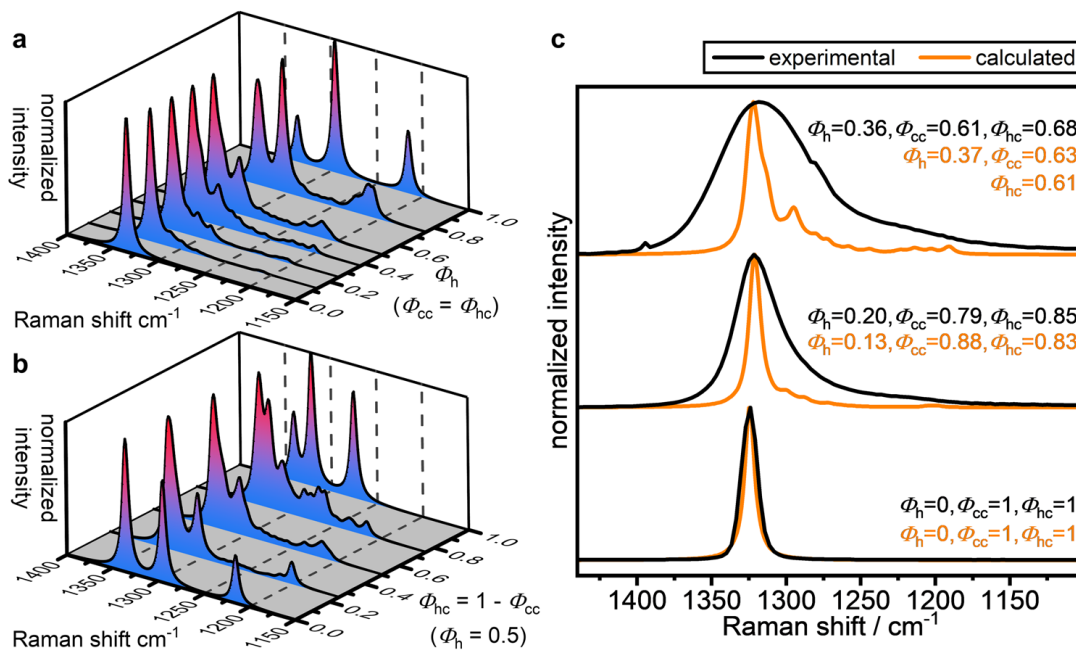 a
normalized
intensity
1400
1350
1300
1250
1200
1150
Raman shift cm⁻¹
0.0
0.2
0.4
0.6
0.8
1.0
Φh
(Φcc = Φhc)
b
normalized
intensity
1400
1350
1300
1250
1200
1150
Raman shift cm⁻¹
0.0
0.2
0.4
0.6
0.8
1.0
Φhc = 1 - Φcc
(Φh = 0.5)
c
experimental calculated
normalized intensity
Φh=0.36, Φcc=0.61, Φhc=0.68
Φh=0.37, Φcc=0.63
Φhc=0.61
Φh=0.20, Φcc=0.79, Φhc=0.85
Φh=0.13, Φcc=0.88, Φhc=0.83
Φh=0, Φcc=1, Φhc=1
Φh=0, Φcc=1, Φhc=1
1400 1350 1300 1250 1200 1150
Raman shift / cm⁻¹